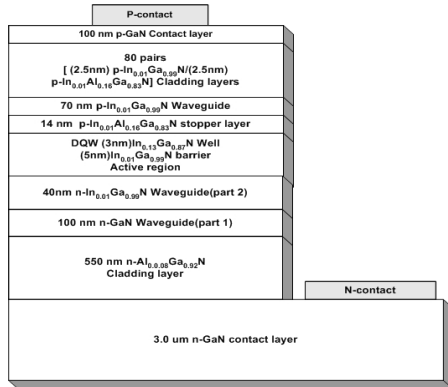 P-contact
100 nm p-GaN Contact layer
80 pairs
[ (2.5nm) p-In0.01Ga0.99N/(2.5nm)
p-In0.01Al0.16Ga0.83N] Cladding layers
70 nm p-In0.01Ga0.99N Waveguide
14 nm p-In0.01Al0.16Ga0.83N stopper layer
DQW (3nm)In0.13Ga0.87N Well
(5nm)In0.01Ga0.99N barrier
Active region
40nm n-In0.01Ga0.99N Waveguide(part 2)
100 nm n-GaN Waveguide(part 1)
550 nm n-Al0.0.08Ga0.92N
Cladding layer
N-contact
3.0 um n-GaN contact layer